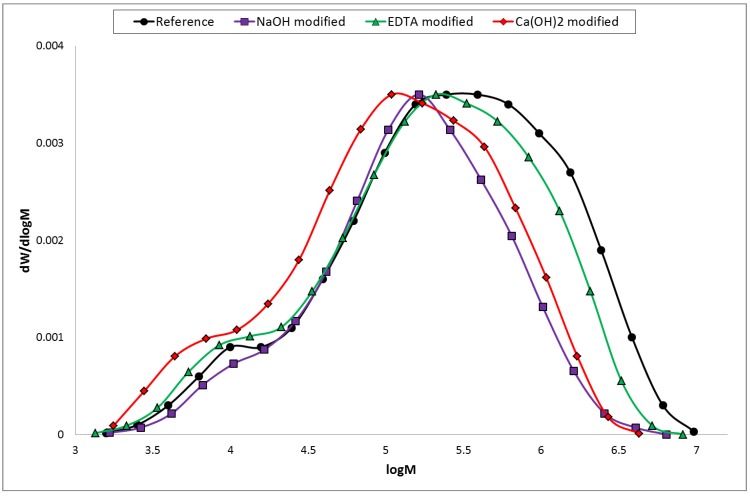 Reference NaOH modified EDTA modified Ca(OH)2 modified
0.004
0.003
0.002
0.001
0
dW/dlogM
3 3.5 4 4.5 5 5.5 6 6.5 7
logM